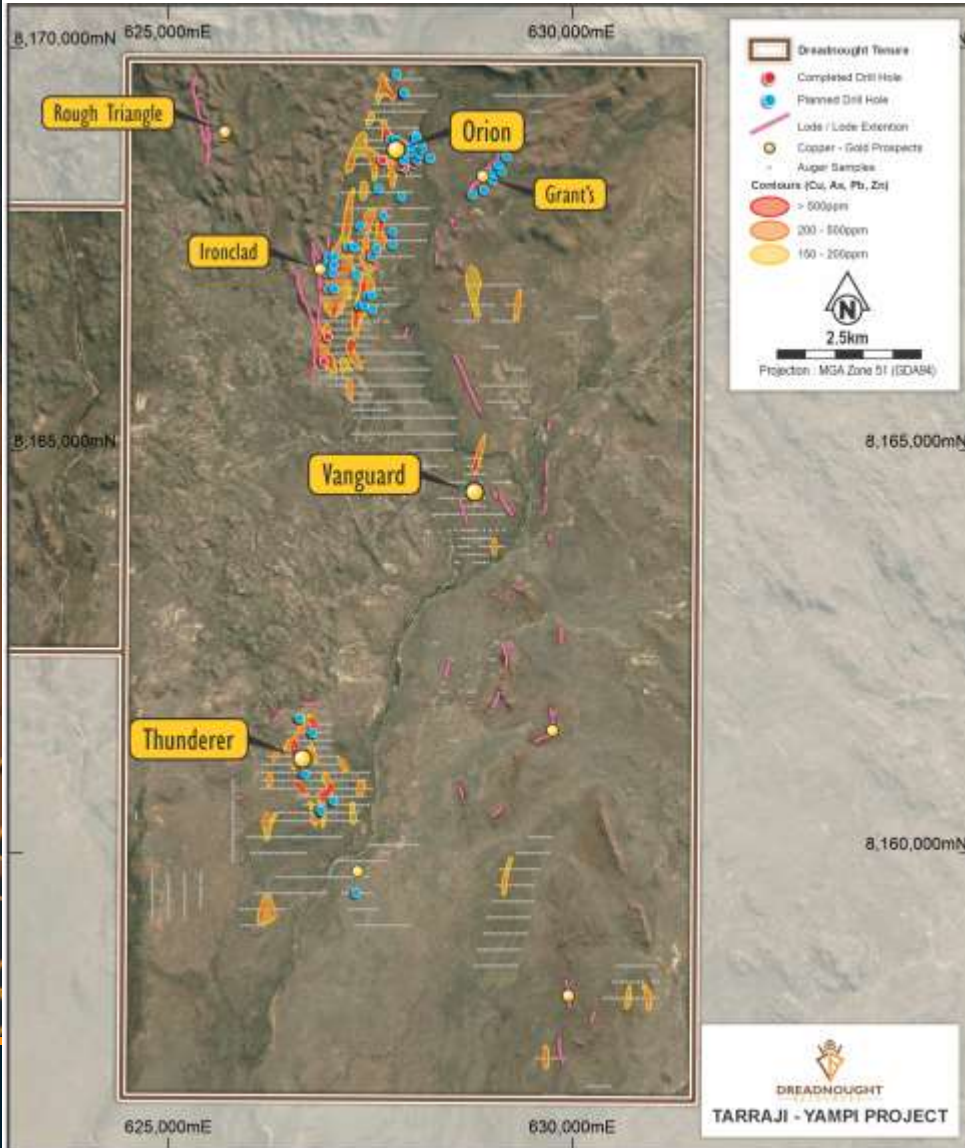 625,000mE
630,000mE
8,170,000mN
Dreadnought Tenure
Completed Drill Hole
Planned Drill Hole
Lode / Lode Extention
Copper - Gold Prospects
Auger Samples
Contours (Cu, As, Pb, Zn)
> 500ppm
200 - 500ppm
150 - 200ppm
N
2.5km
Projection : MGA Zone 51 (GDA94)
Rough Triangle
Orion
Grant's
Ironclad
8,165,000mN
8,165,000mN
Vanguard
Thunderer
8,160,000mN
DREADNOUGHT
TARRAJI - YAMPI PROJECT
625,000mE
630,000mE